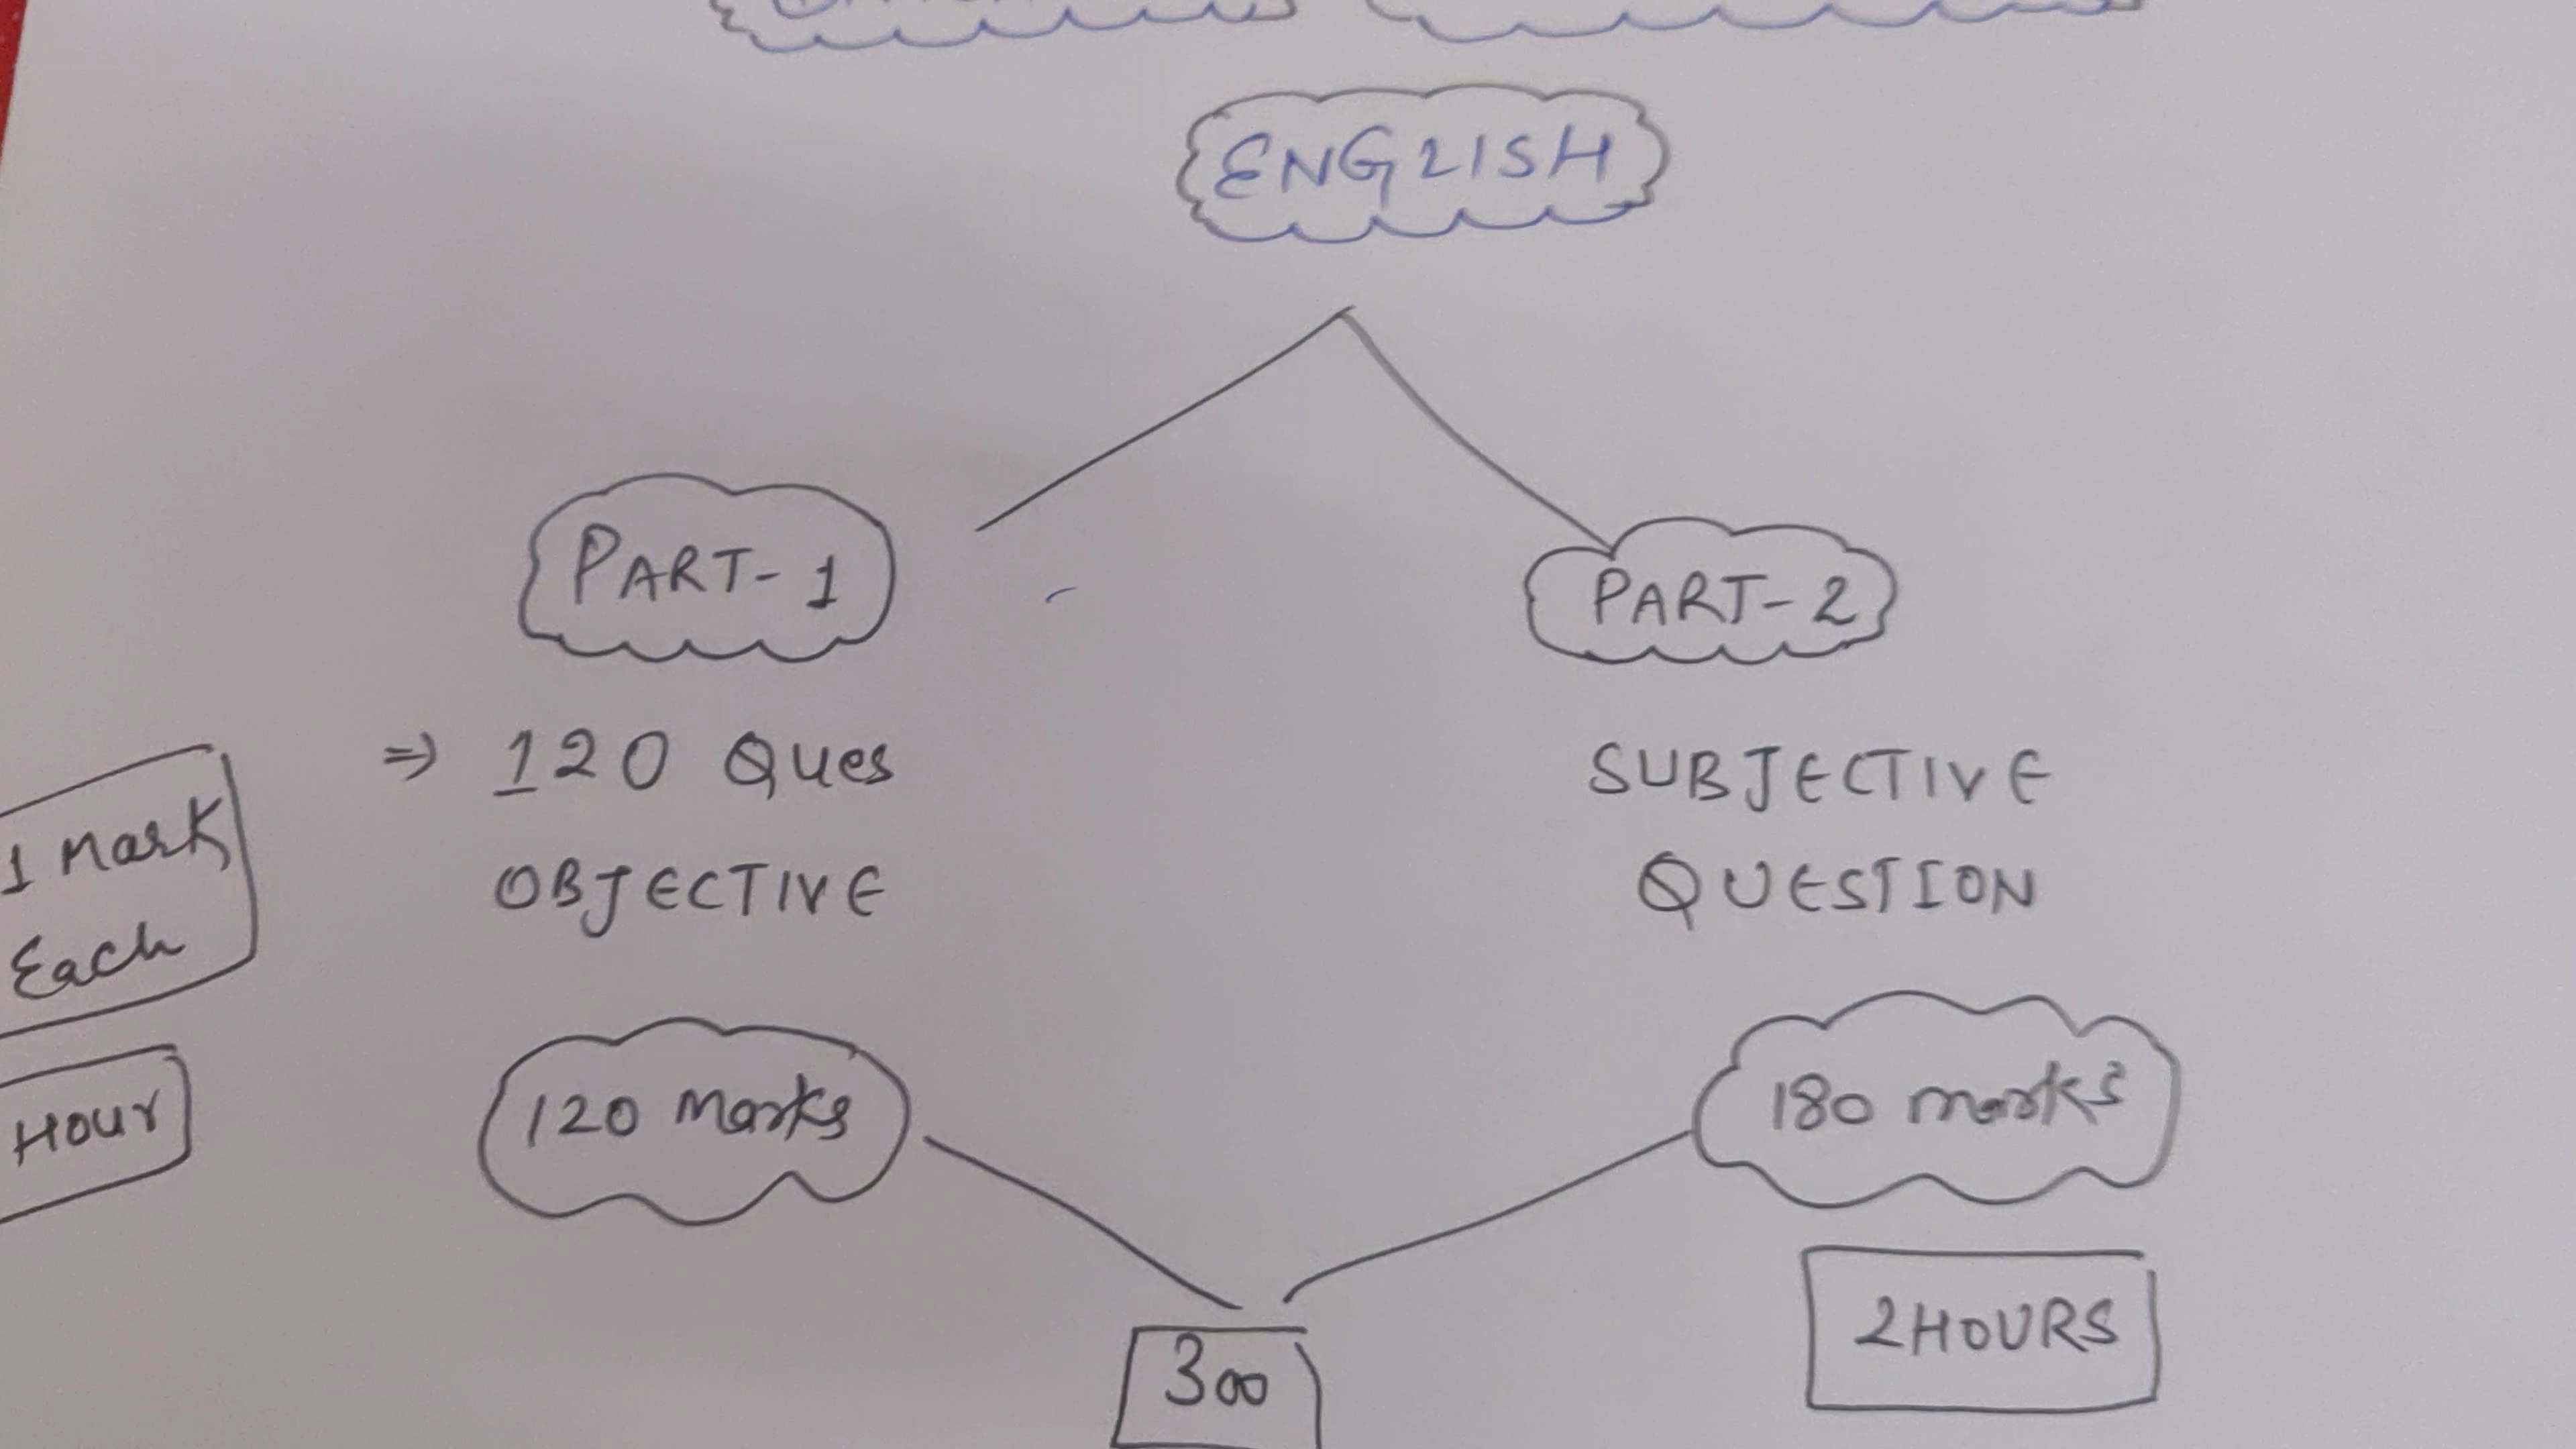 ENGLISH
PART-1
PART-2
⇒ 120 Ques
OBJECTIVE
SUBJECTIVE
QUESTION
1 Mark
Each
HOUR
120 Marks
180 marks
2HOURS
300